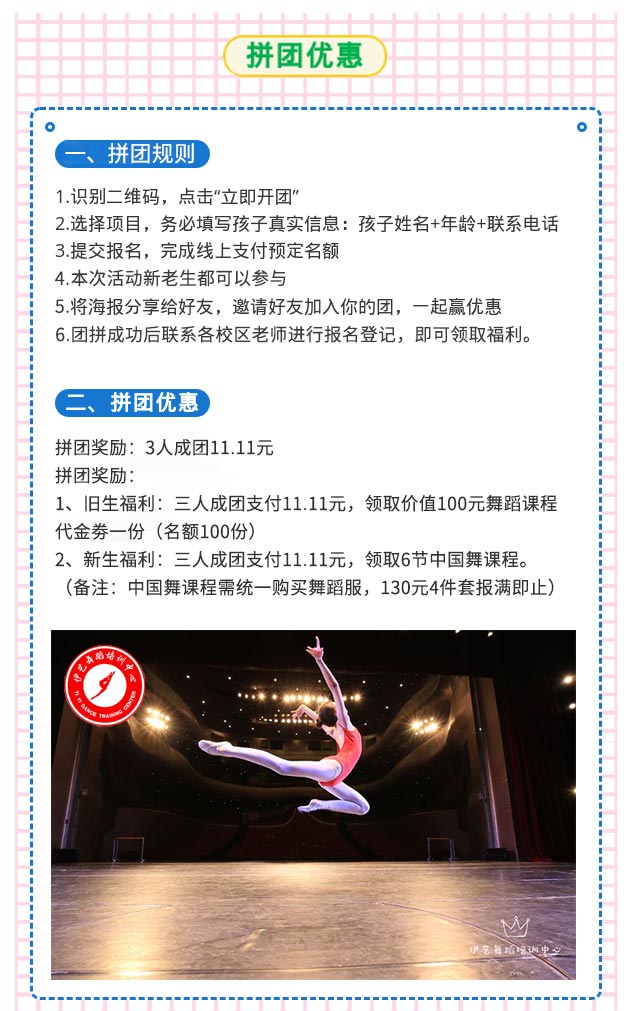 拼团优惠
一、拼团规则
1.识别二维码，点击“立即开团”
2.选择项目，务必填写孩子真实信息：孩子姓名+年龄+联系电话
3.提交报名，完成线上支付预定名额
4.本次活动新老生都可以参与
5.将海报分享给好友，邀请好友加入你的团，一起赢优惠
6.团拼成功后联系各校区老师进行报名登记，即可领取福利。
二、拼团优惠
拼团奖励：3人成团11.11元
拼团奖励：
1、旧生福利：三人成团支付11.11元，领取价值100元舞蹈课程
代金劵一份（名额100份）
2、新生福利：三人成团支付11.11元，领取6节中国舞课程。
（备注：中国舞课程需统一购买舞蹈服，130元4件套报满即止）
伊艺舞蹈培训中心
YI YI DANCE TRAINING CENTER
伊艺舞蹈培训中心